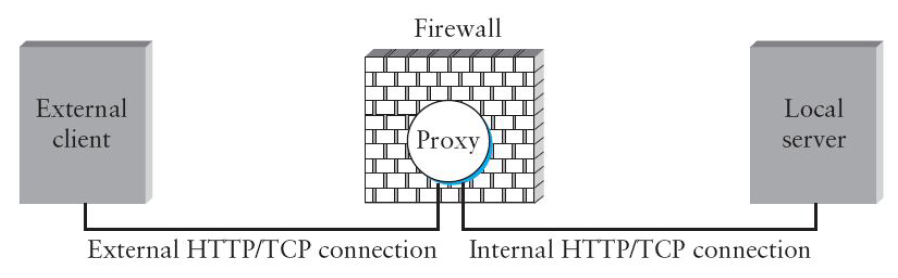 Firewall
External
client
Proxy
Local
server
External HTTP/TCP connection
Internal HTTP/TCP connection